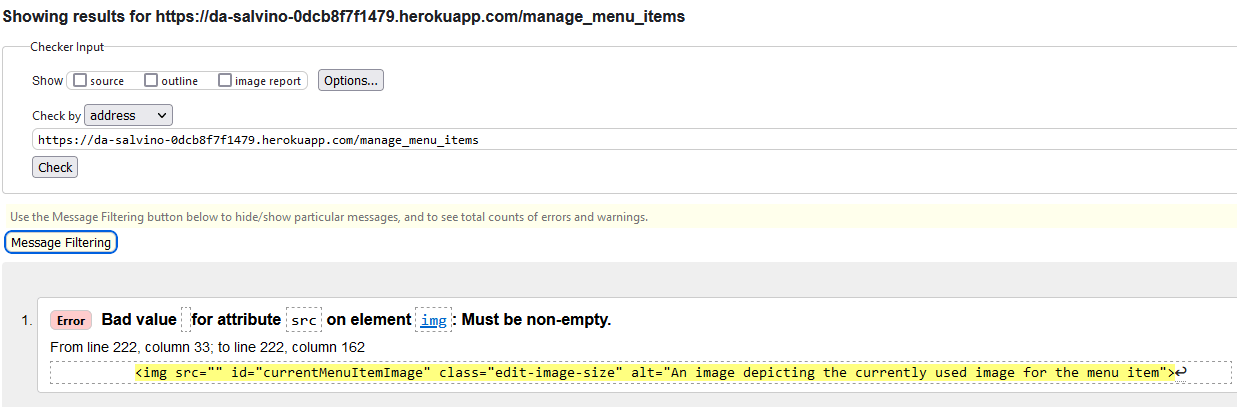 Showing results for https://da-salvino-0dcb8f7f1479.herokuapp.com/manage_menu_items
Checker Input
Show source outline image report Options...
Check by address
https://da-salvino-0dcb8f7f1479.herokuapp.com/manage_menu_items
Check
Use the Message Filtering button below to hide/show particular messages, and to see total counts of errors and warnings.
Message Filtering
1. Error Bad value for attribute src on element img: Must be non-empty.
From line 222, column 33; to line 222, column 162
<img src="" id="currentMenuItemImage" class="edit-image-size" alt="An image depicting the currently used image for the menu item">↩